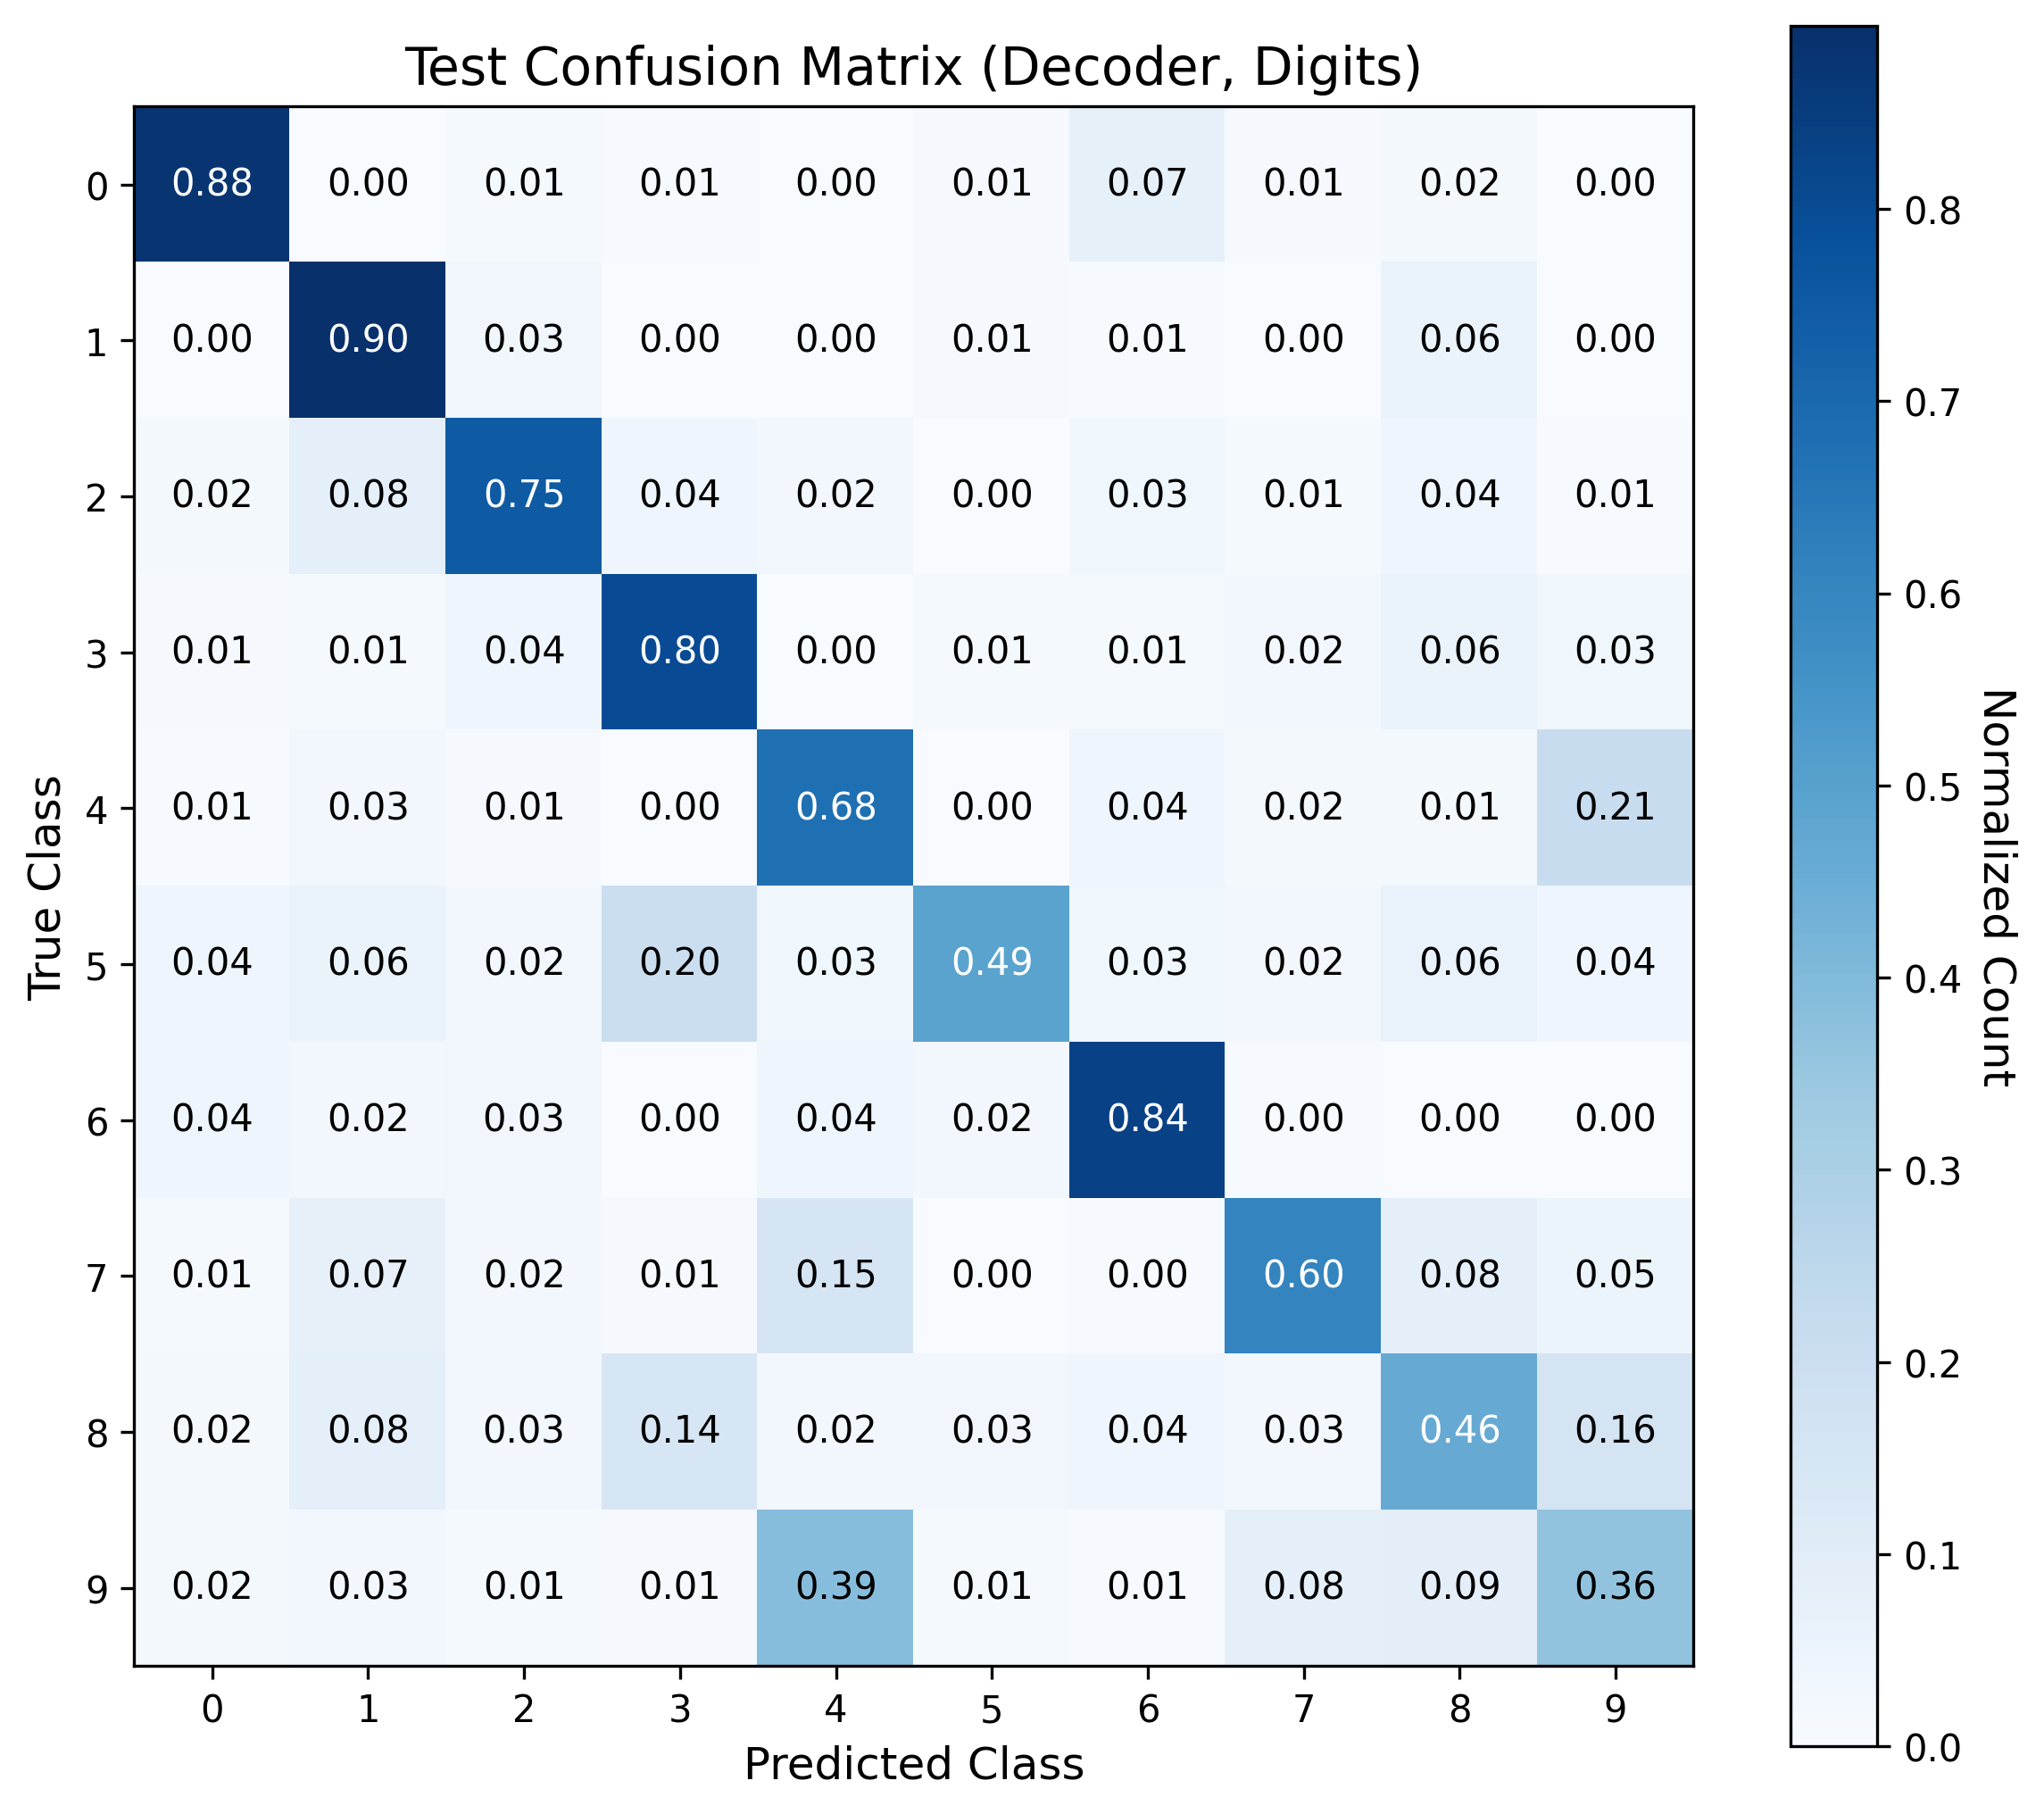 Test Confusion Matrix (Decoder, Digits)
0 0.88 0.00 0.01 0.01 0.00 0.01 0.07 0.01 0.02 0.00
1 0.00 0.90 0.03 0.00 0.00 0.01 0.01 0.00 0.06 0.00
2 0.02 0.08 0.75 0.04 0.02 0.00 0.03 0.01 0.04 0.01
3 0.01 0.01 0.04 0.80 0.00 0.01 0.01 0.02 0.06 0.03
4 0.01 0.03 0.01 0.00 0.68 0.00 0.04 0.02 0.01 0.21
5 0.04 0.06 0.02 0.20 0.03 0.49 0.03 0.02 0.06 0.04
6 0.04 0.02 0.03 0.00 0.04 0.02 0.84 0.00 0.00 0.00
7 0.01 0.07 0.02 0.01 0.15 0.00 0.00 0.60 0.08 0.05
8 0.02 0.08 0.03 0.14 0.02 0.03 0.04 0.03 0.46 0.16
9 0.02 0.03 0.01 0.01 0.39 0.01 0.01 0.08 0.09 0.36
0 1 2 3 4 5 6 7 8 9
Predicted Class
True Class
0.8
0.7
0.6
0.5
0.4
0.3
0.2
0.1
0.0
Normalized Count